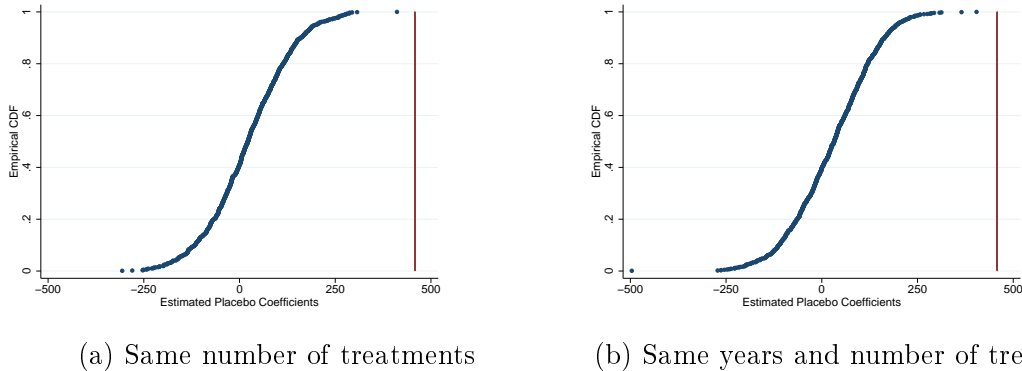 1
.8
.6
.4
.2
0
Empirical CDF
−500 −250 0 250 500
Estimated Placebo Coefficients
(a) Same number of treatments
1
.8
.6
.4
.2
0
Empirical CDF
−500 −250 0 250 500
Estimated Placebo Coefficients
(b) Same years and number of tre